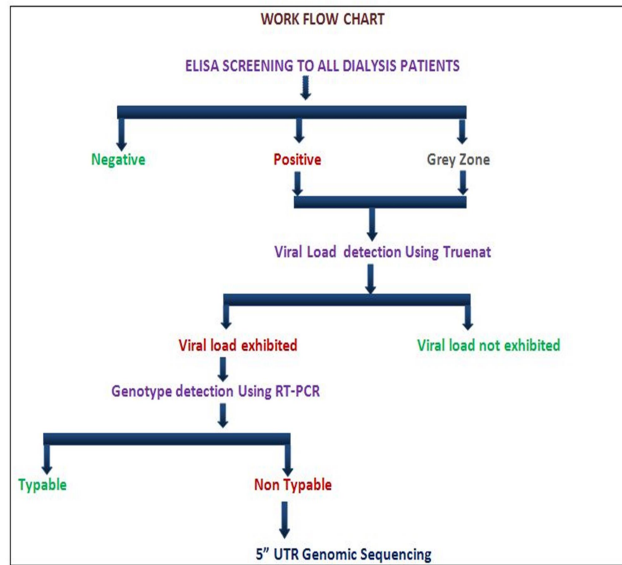 WORK FLOW CHART
ELISA SCREENING TO ALL DIALYSIS PATIENTS
Negative
Positive
Grey Zone
Viral Load detection Using Truenat
Viral load exhibited
Viral load not exhibited
Genotype detection Using RT-PCR
Typable
Non Typable
5” UTR Genomic Sequencing